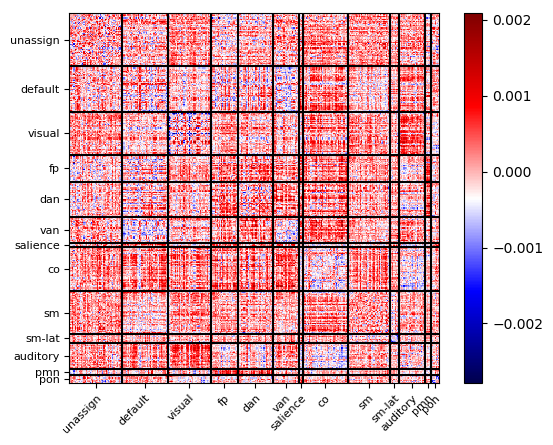 unassign
default
visual
fp
dan
van
salience
co
sm
sm-lat
auditory
pmn
pon
unassign
default
visual
fp
dan
van
salience
co
sm
sm-lat
auditory
pmn
pon
0.002
0.001
0.000
−0.001
−0.002